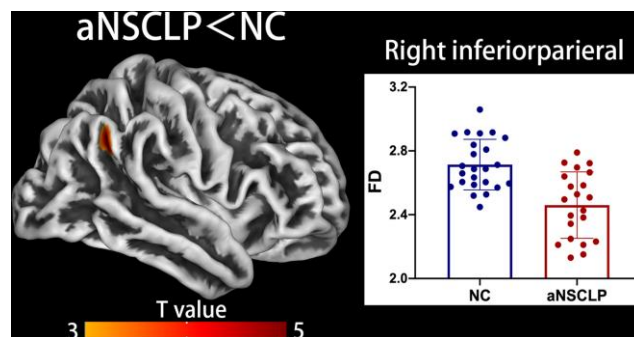 aNSCLP＜NC
T value
3
5
Right inferiorparieral
FD
3.2
2.8
2.4
2.0
NC
aNSCLP